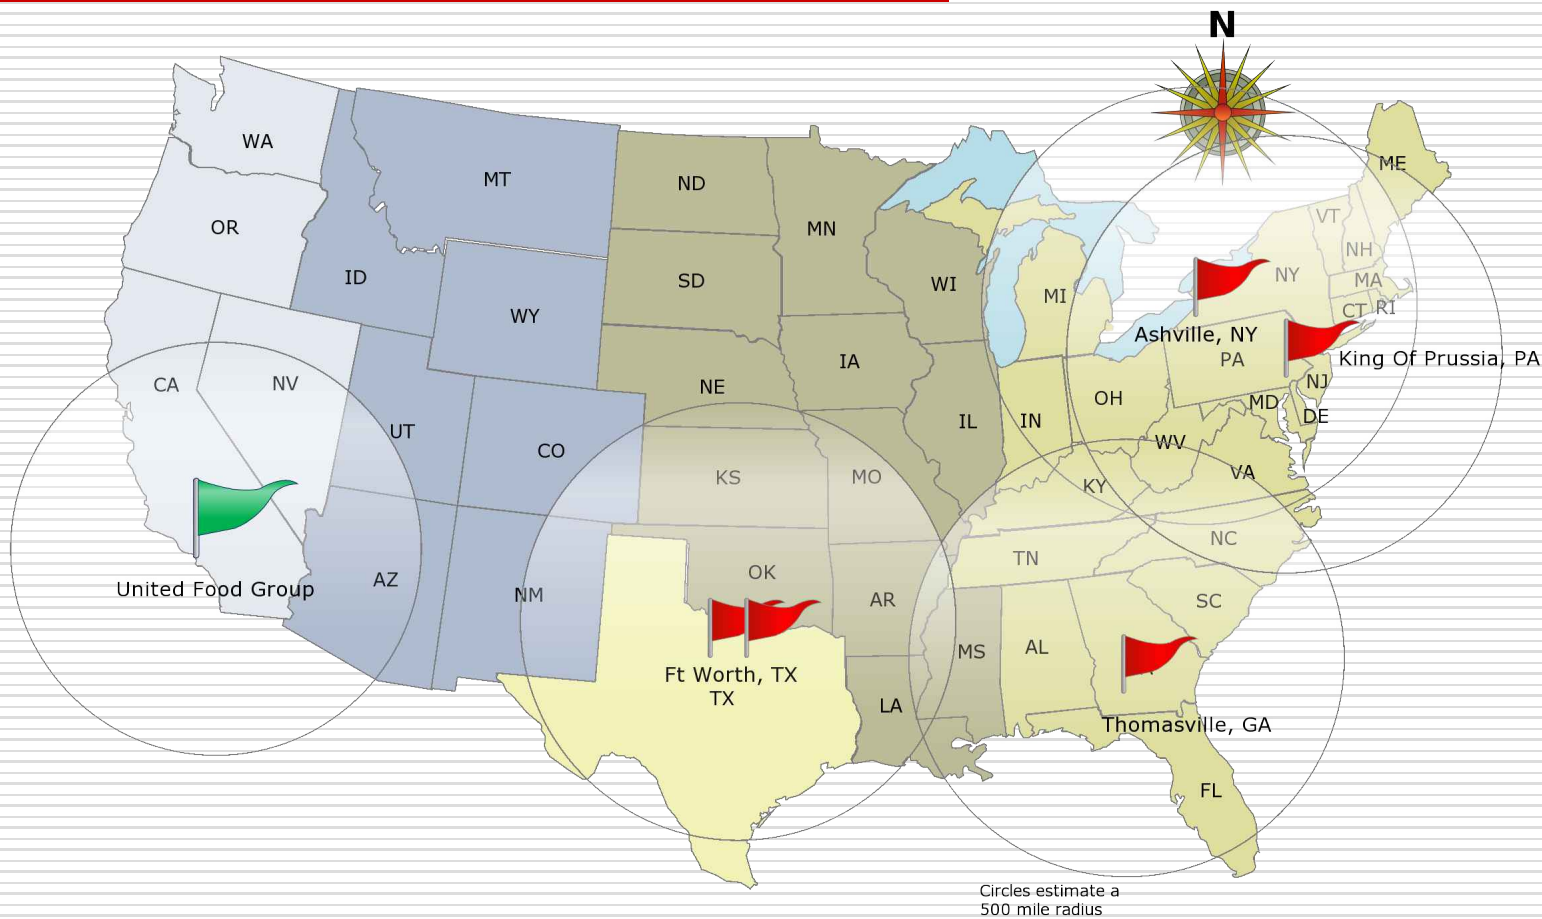 N
WA
MT
ND
MN
ME
OR
ID
SD
WI
MI
VT
NH
NY
MA
CT
RI
WY
Ashville, NY
PA
King Of Prussia, PA
CA
NV
NE
IA
OH
NJ
MD
DE
UT
CO
IL
IN
WV
KS
MO
KY
VA
NC
TN
AZ
NM
OK
AR
SC
United Food Group
MS
AL
Ft Worth, TX
TX
LA
Thomasville, GA
FL
Circles estimate a
500 mile radius